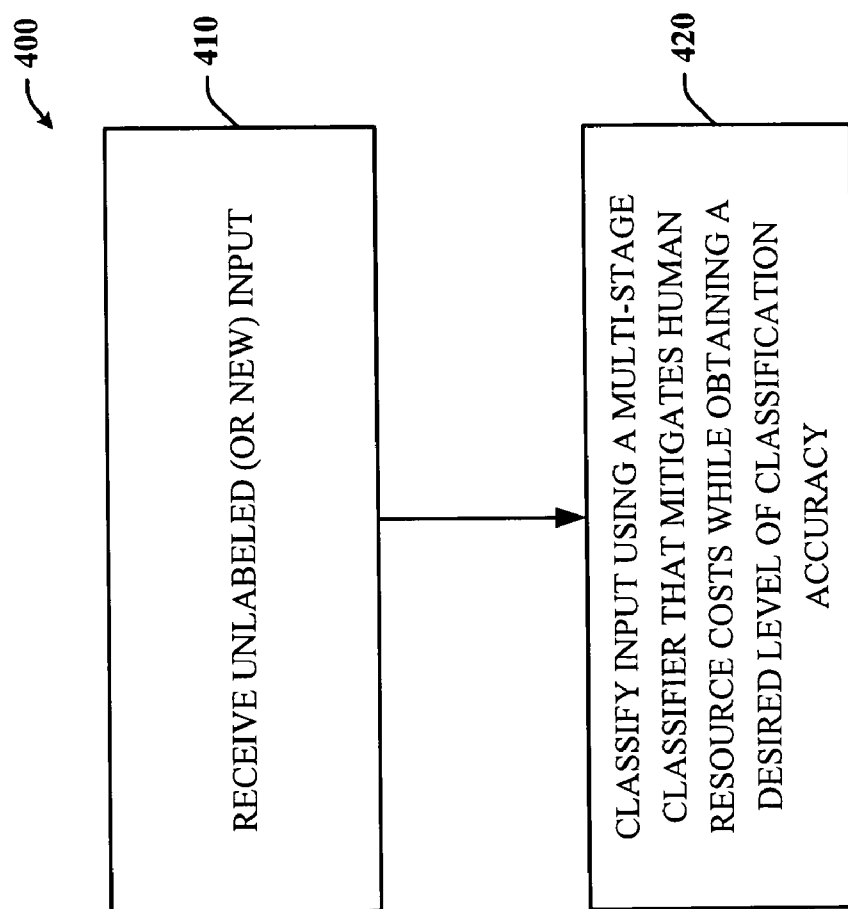 400
410
RECEIVE UNLABELED (OR NEW) INPUT
420
CLASSIFY INPUT USING A MULTI-STAGE
CLASSIFIER THAT MITIGATES HUMAN
RESOURCE COSTS WHILE OBTAINING A
DESIRED LEVEL OF CLASSIFICATION
ACCURACY